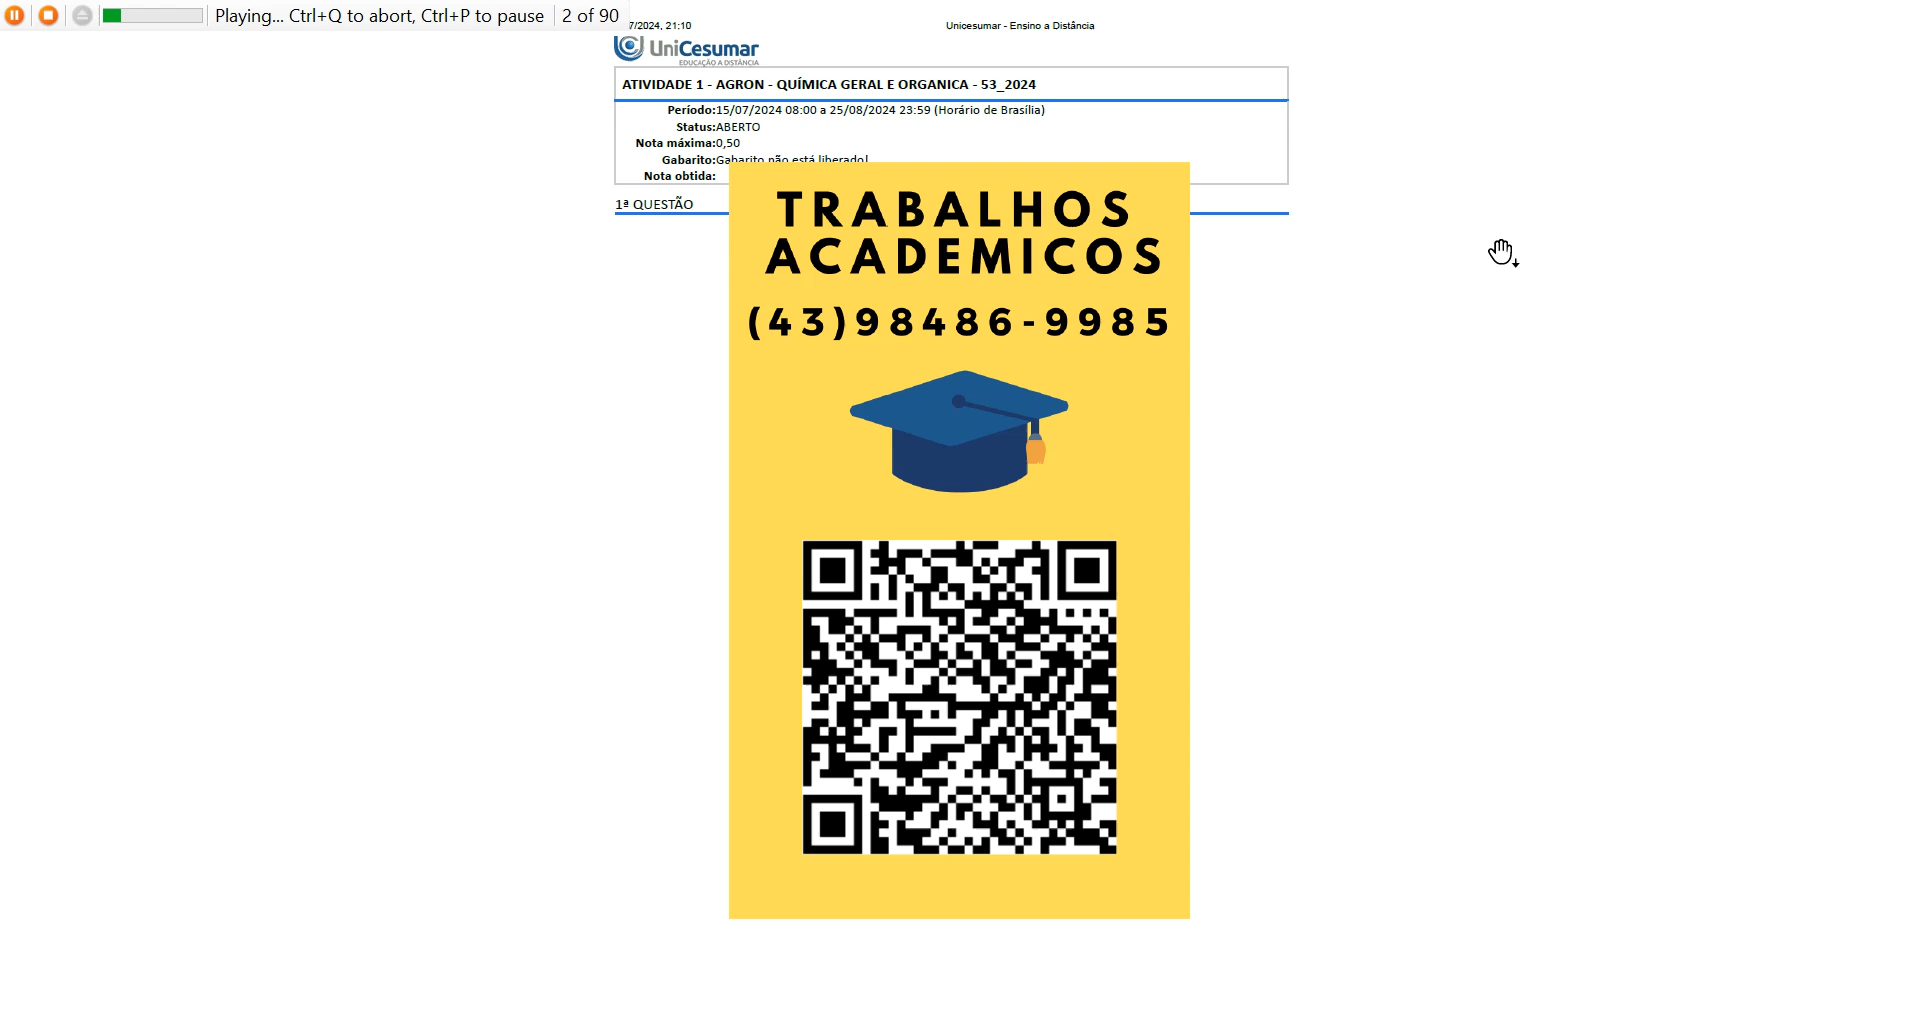 Playing... Ctrl+Q to abort, Ctrl+P to pause
2 of 90
7/2024, 21:10
Unicesumar - Ensino a Distância
UniCesumar
EDUCAÇÃO A DISTÂNCIA
ATIVIDADE 1 - AGRON - QUÍMICA GERAL E ORGANICA - 53_2024
Período:15/07/2024 08:00 a 25/08/2024 23:59 (Horário de Brasília)
Status:ABERTO
Nota máxima:0,50
Gabarito:Gabarito não está liberado!
Nota obtida:
1ª QUESTÃO
TRABALHOS
ACADEMICOS
(43)98486-9985